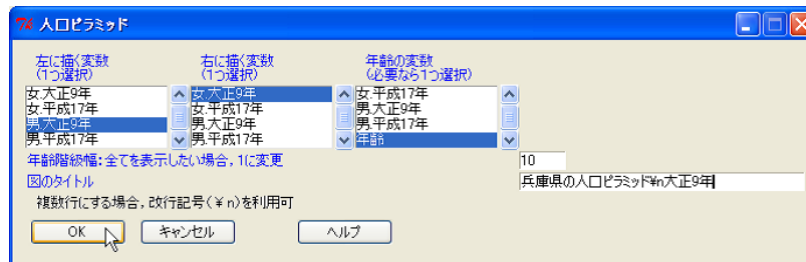 人口ピラミッド
左に描く変数
(1つ選択)
右に描く変数
(1つ選択)
年齢の変数
(必要なら1つ選択)
女.大正9年
女.平成17年
男.大正9年
男.平成17年
女.大正9年
女.平成17年
男.大正9年
男.平成17年
女.平成17年
男.大正9年
男.平成17年
年齢
年齢階級幅:全てを表示したい場合,1に変更
10
図のタイトル
兵庫県の人口ピラミッド¥n大正9年
複数行にする場合,改行記号(¥n)を利用可
OK
キャンセル
ヘルプ